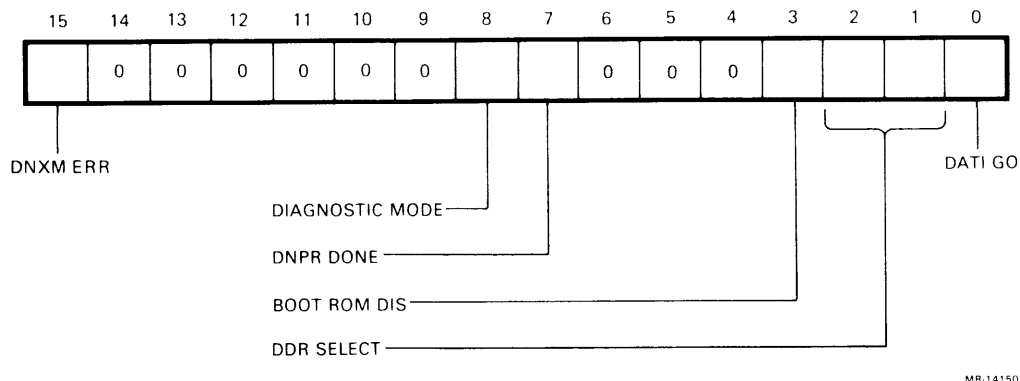 15 14 13 12 11 10 9 8 7 6 5 4 3 2 1 0
0 0 0 0 0 0 0 0 0
DNXM ERR
DATI GO
DIAGNOSTIC MODE
DNPR DONE
BOOT ROM DIS
DDR SELECT
MR-14150